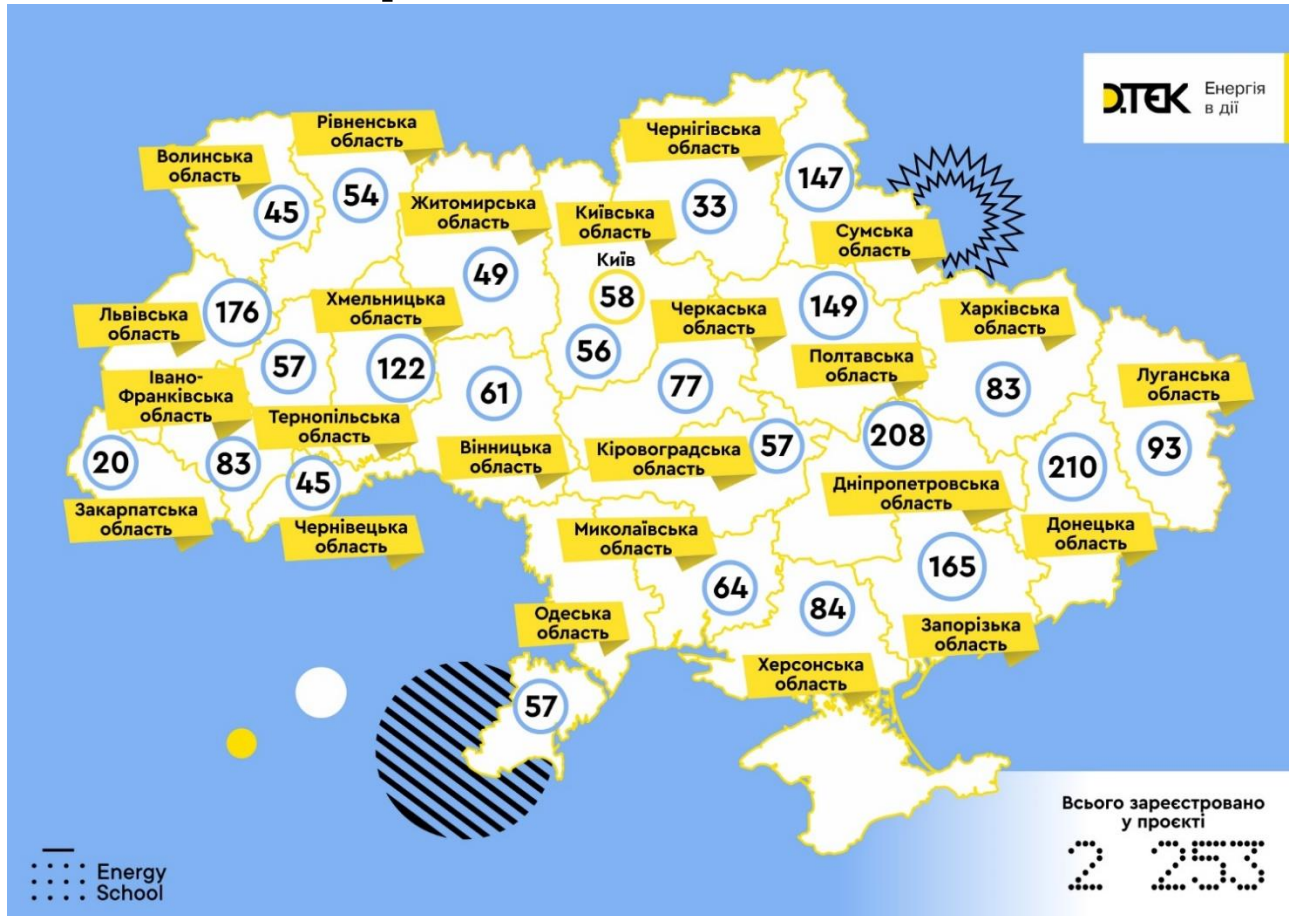 DTEK
Енергія
в дії
Рівненська
область
Чернігівська
область
Волинська
область
147
54
45
Житомирська
область
Київська
область
33
Сумська
область
Київ
49
58
Хмельницька
область
Львівська
область
176
Черкаська
область
149
Харківська
область
56
57
122
Полтавська
область
Івано-
Франківська
область
61
77
83
Луганська
область
Тернопільська
область
Вінницька
область
Кіровоградська
область
57
208
20
83
45
210
93
Дніпропетровська
область
Закарпатська
область
Чернівецька
область
Миколаївська
область
Донецька
область
165
64
84
Одеська
область
Запорізька
область
Херсонська
область
57
Всього зареєстровано
у проєкті
2 253
Energy
School